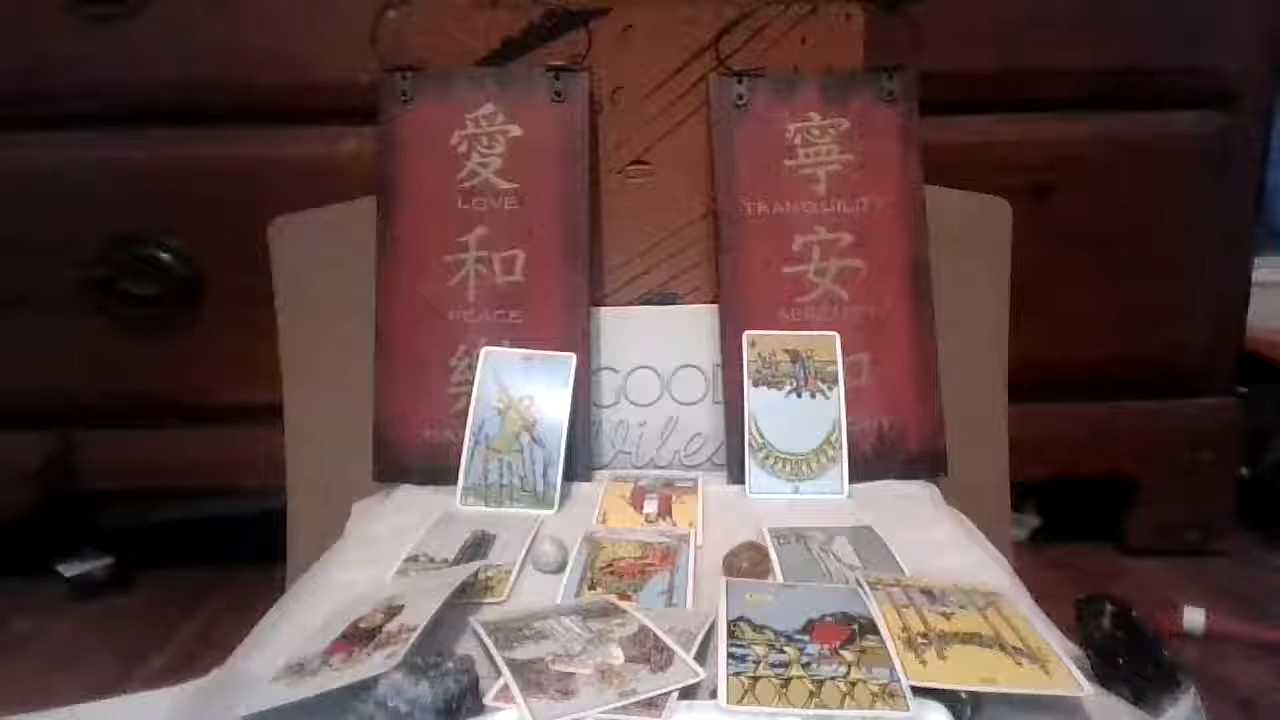 愛
LOVE
和
PEACE
寧
TRANQUILITY
安
SERENITY
GOOD
Vibes